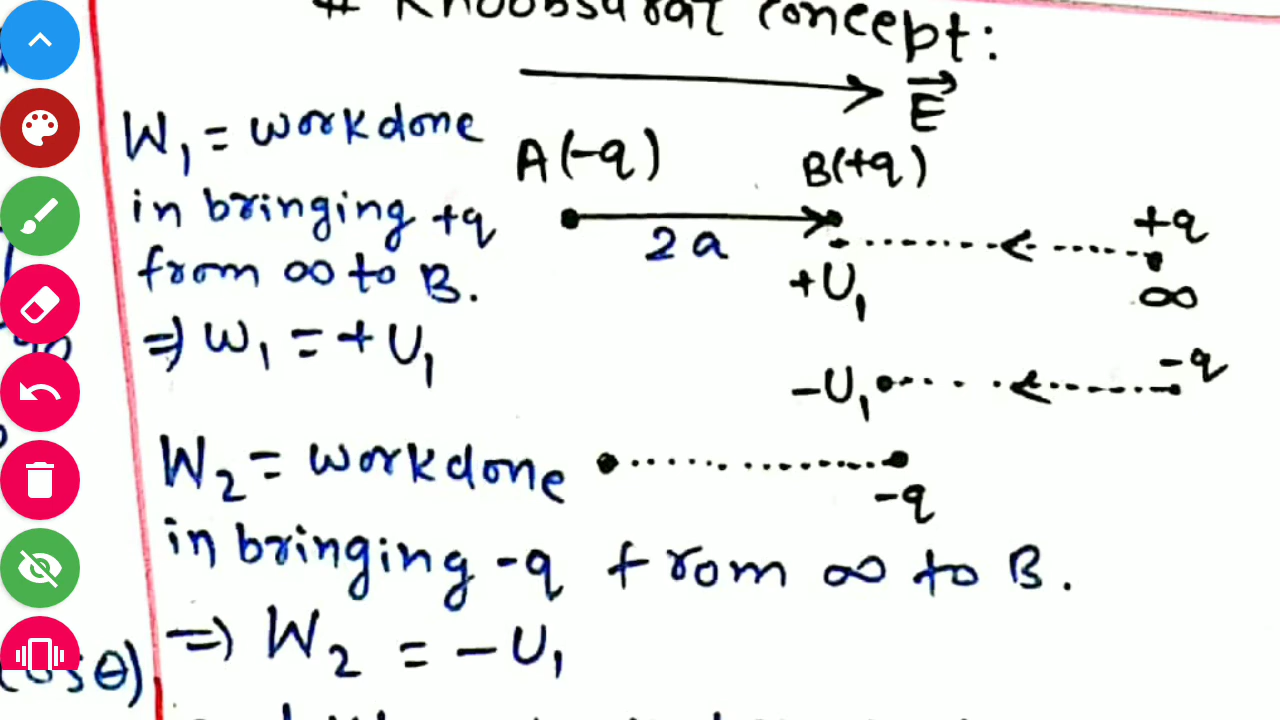 # Khoobsurat concept:
E
W₁ = workdone
A(-q)
B(+q)
in bringing +q
2a
+q
from ∞ to B.
+U₁
∞
⇒ W₁ = + U₁
-U₁
-q
W₂ = workdone
-q
in bringing -q from ∞ to B.
⇒ W₂ = - U₁
cosθ)